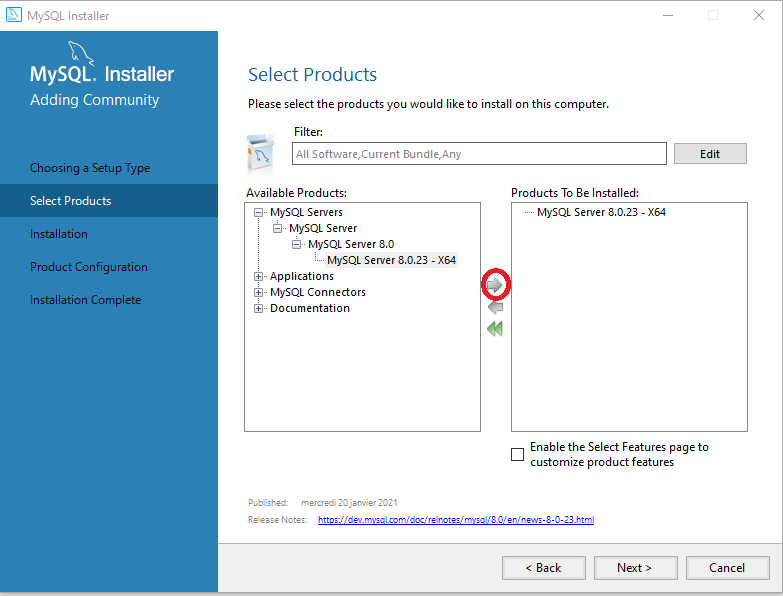 MySQL Installer
MySQL. Installer
Adding Community
Choosing a Setup Type
Select Products
Installation
Product Configuration
Installation Complete
Select Products
Please select the products you would like to install on this computer.
Filter:
All Software,Current Bundle,Any
Edit
Available Products:
MySQL Servers
MySQL Server
MySQL Server 8.0
MySQL Server 8.0.23 - X64
Applications
MySQL Connectors
Documentation
Products To Be Installed:
MySQL Server 8.0.23 - X64
Enable the Select Features page to
customize product features
Published: mercredi 20 janvier 2021
Release Notes: https://dev.mysql.com/doc/relnotes/mysql/8.0/en/news-8-0-23.html
< Back
Next >
Cancel